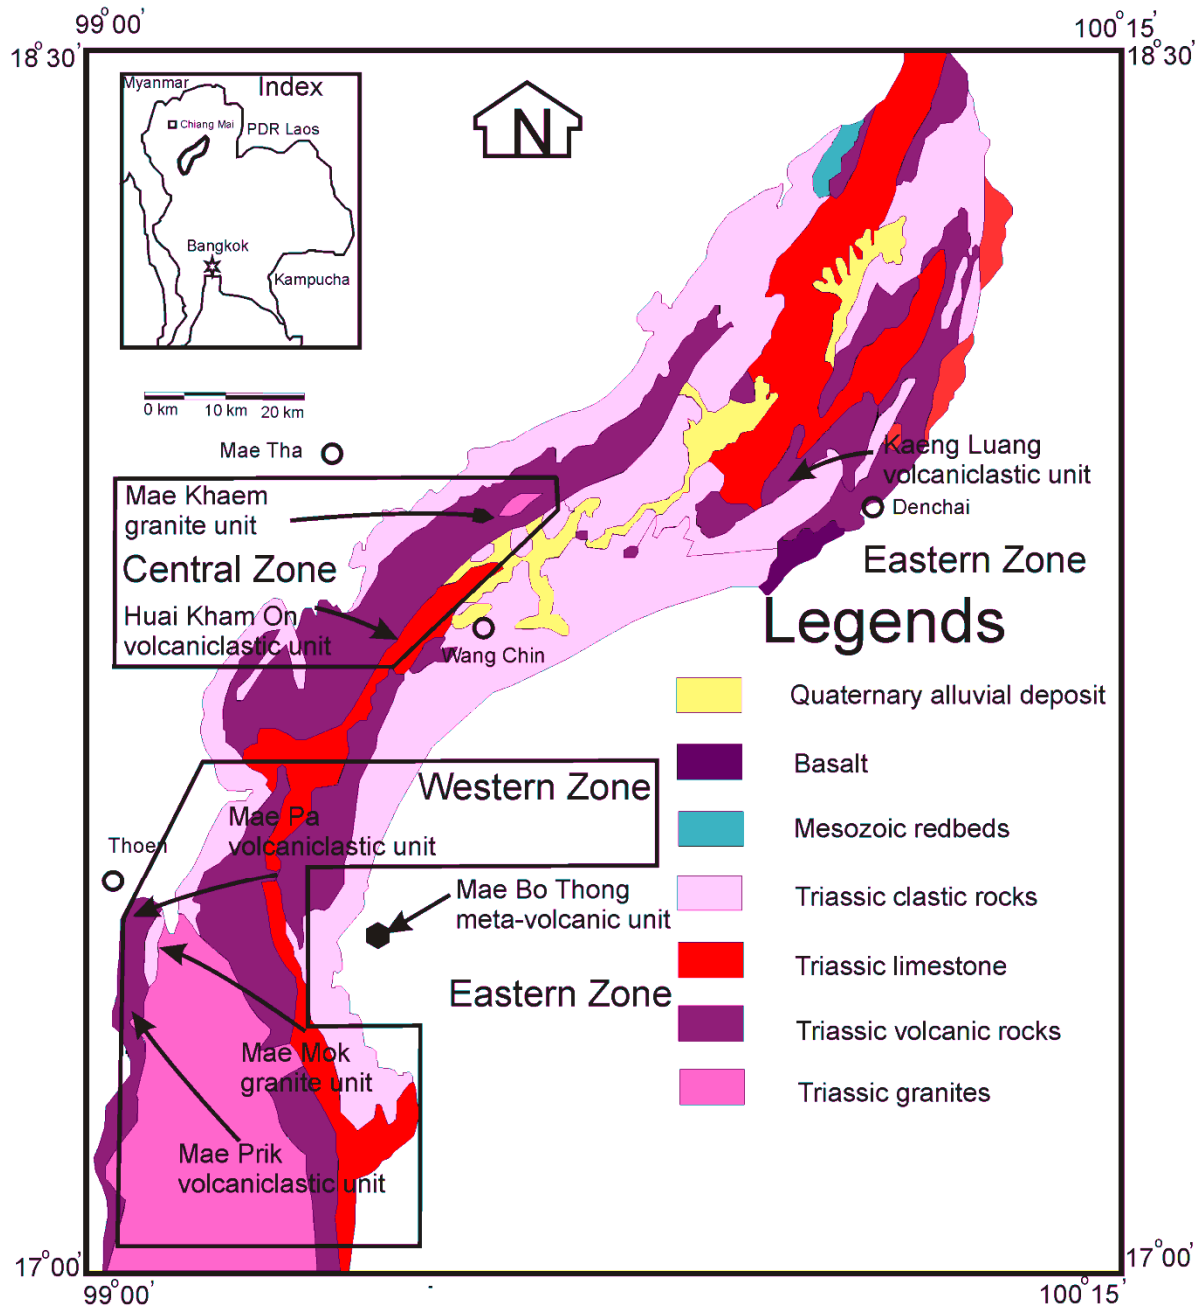 99°00’
100°15’
18°30’
18°30’
Myanmar
Index
Chiang Mai
PDR Laos
Bangkok
Kampucha
N
0 km 10 km 20 km
Mae Tha
Mae Khaem
granite unit
Central Zone
Huai Kham On
volcaniclastic unit
Wang Chin
Kaeng Luang
volcaniclastic unit
Denchai
Eastern Zone
Legends
Quaternary alluvial deposit
Basalt
Mesozoic redbeds
Triassic clastic rocks
Triassic limestone
Triassic volcanic rocks
Triassic granites
Western Zone
Mae Pa
volcaniclastic unit
Thoen
Mae Bo Thong
meta-volcanic unit
Eastern Zone
Mae Mok
granite unit
Mae Prik
volcaniclastic unit
17°00’
17°00’
99°00’
100°15’